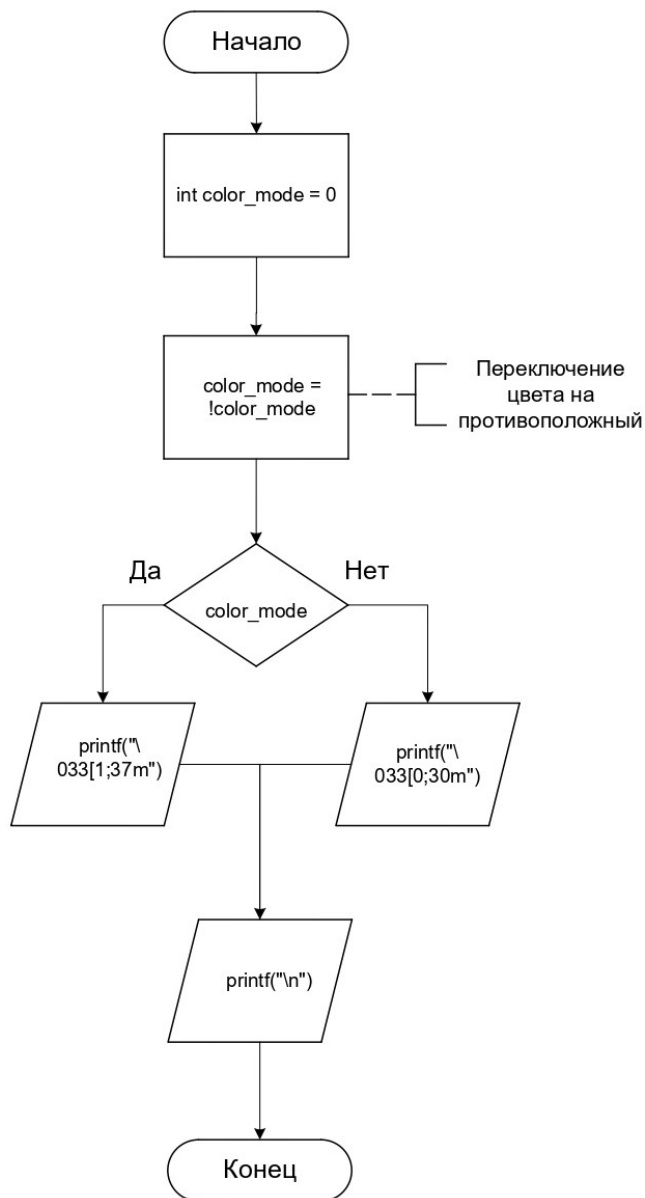 Начало
int color_mode = 0
color_mode =
!color_mode
Переключение
цвета на
противоположный
Да
Нет
color_mode
printf("\
033[1;37m")
printf("\
033[0;30m")
printf("\n")
Конец